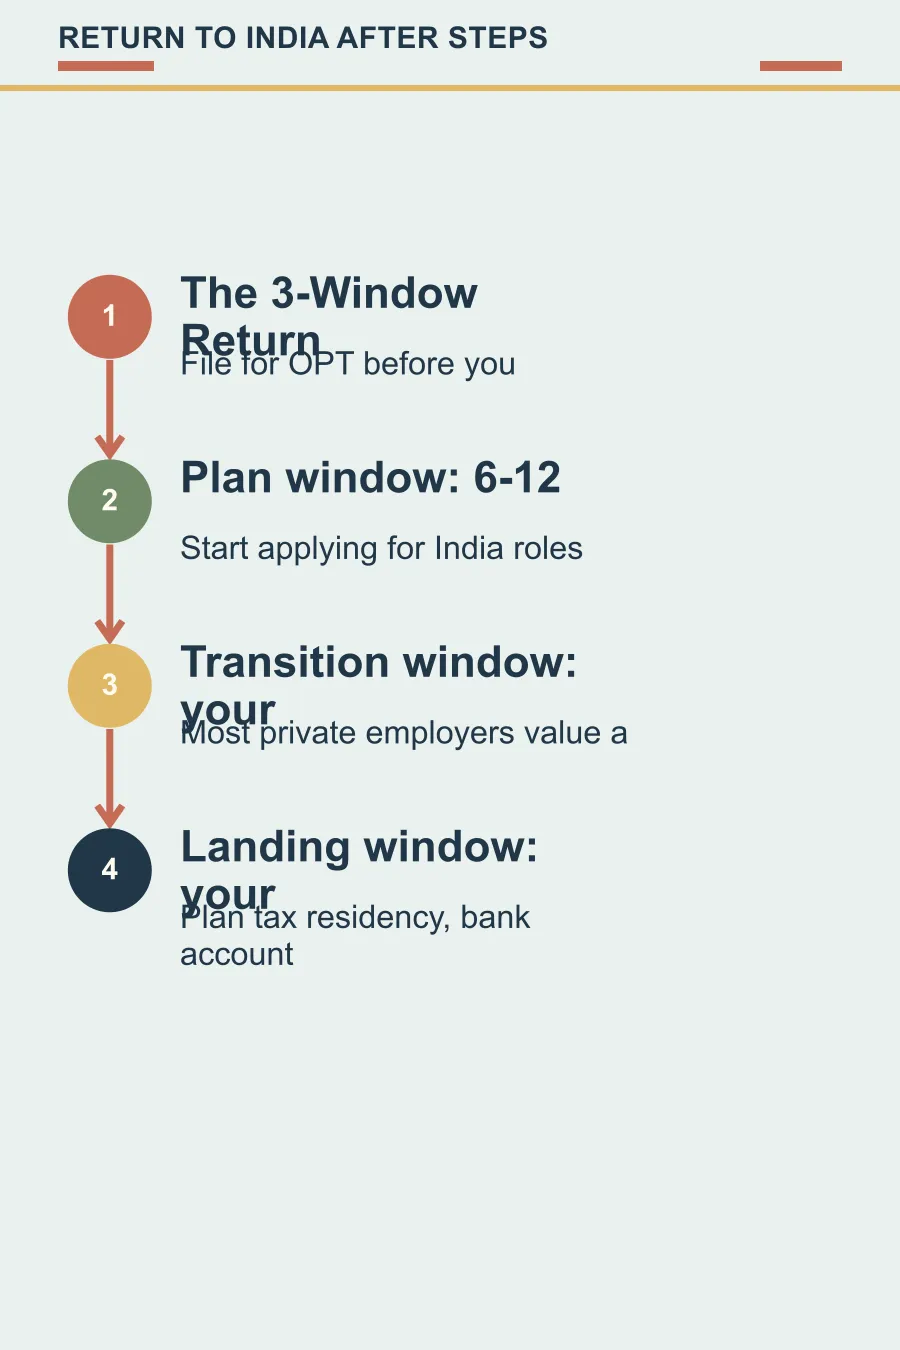 RETURN TO INDIA AFTER STEPS
1
The 3-Window
Return
File for OPT before you
2
Plan window: 6-12
Start applying for India roles
3
Transition window:
your
Most private employers value a
4
Landing window:
your
Plan tax residency, bank
account